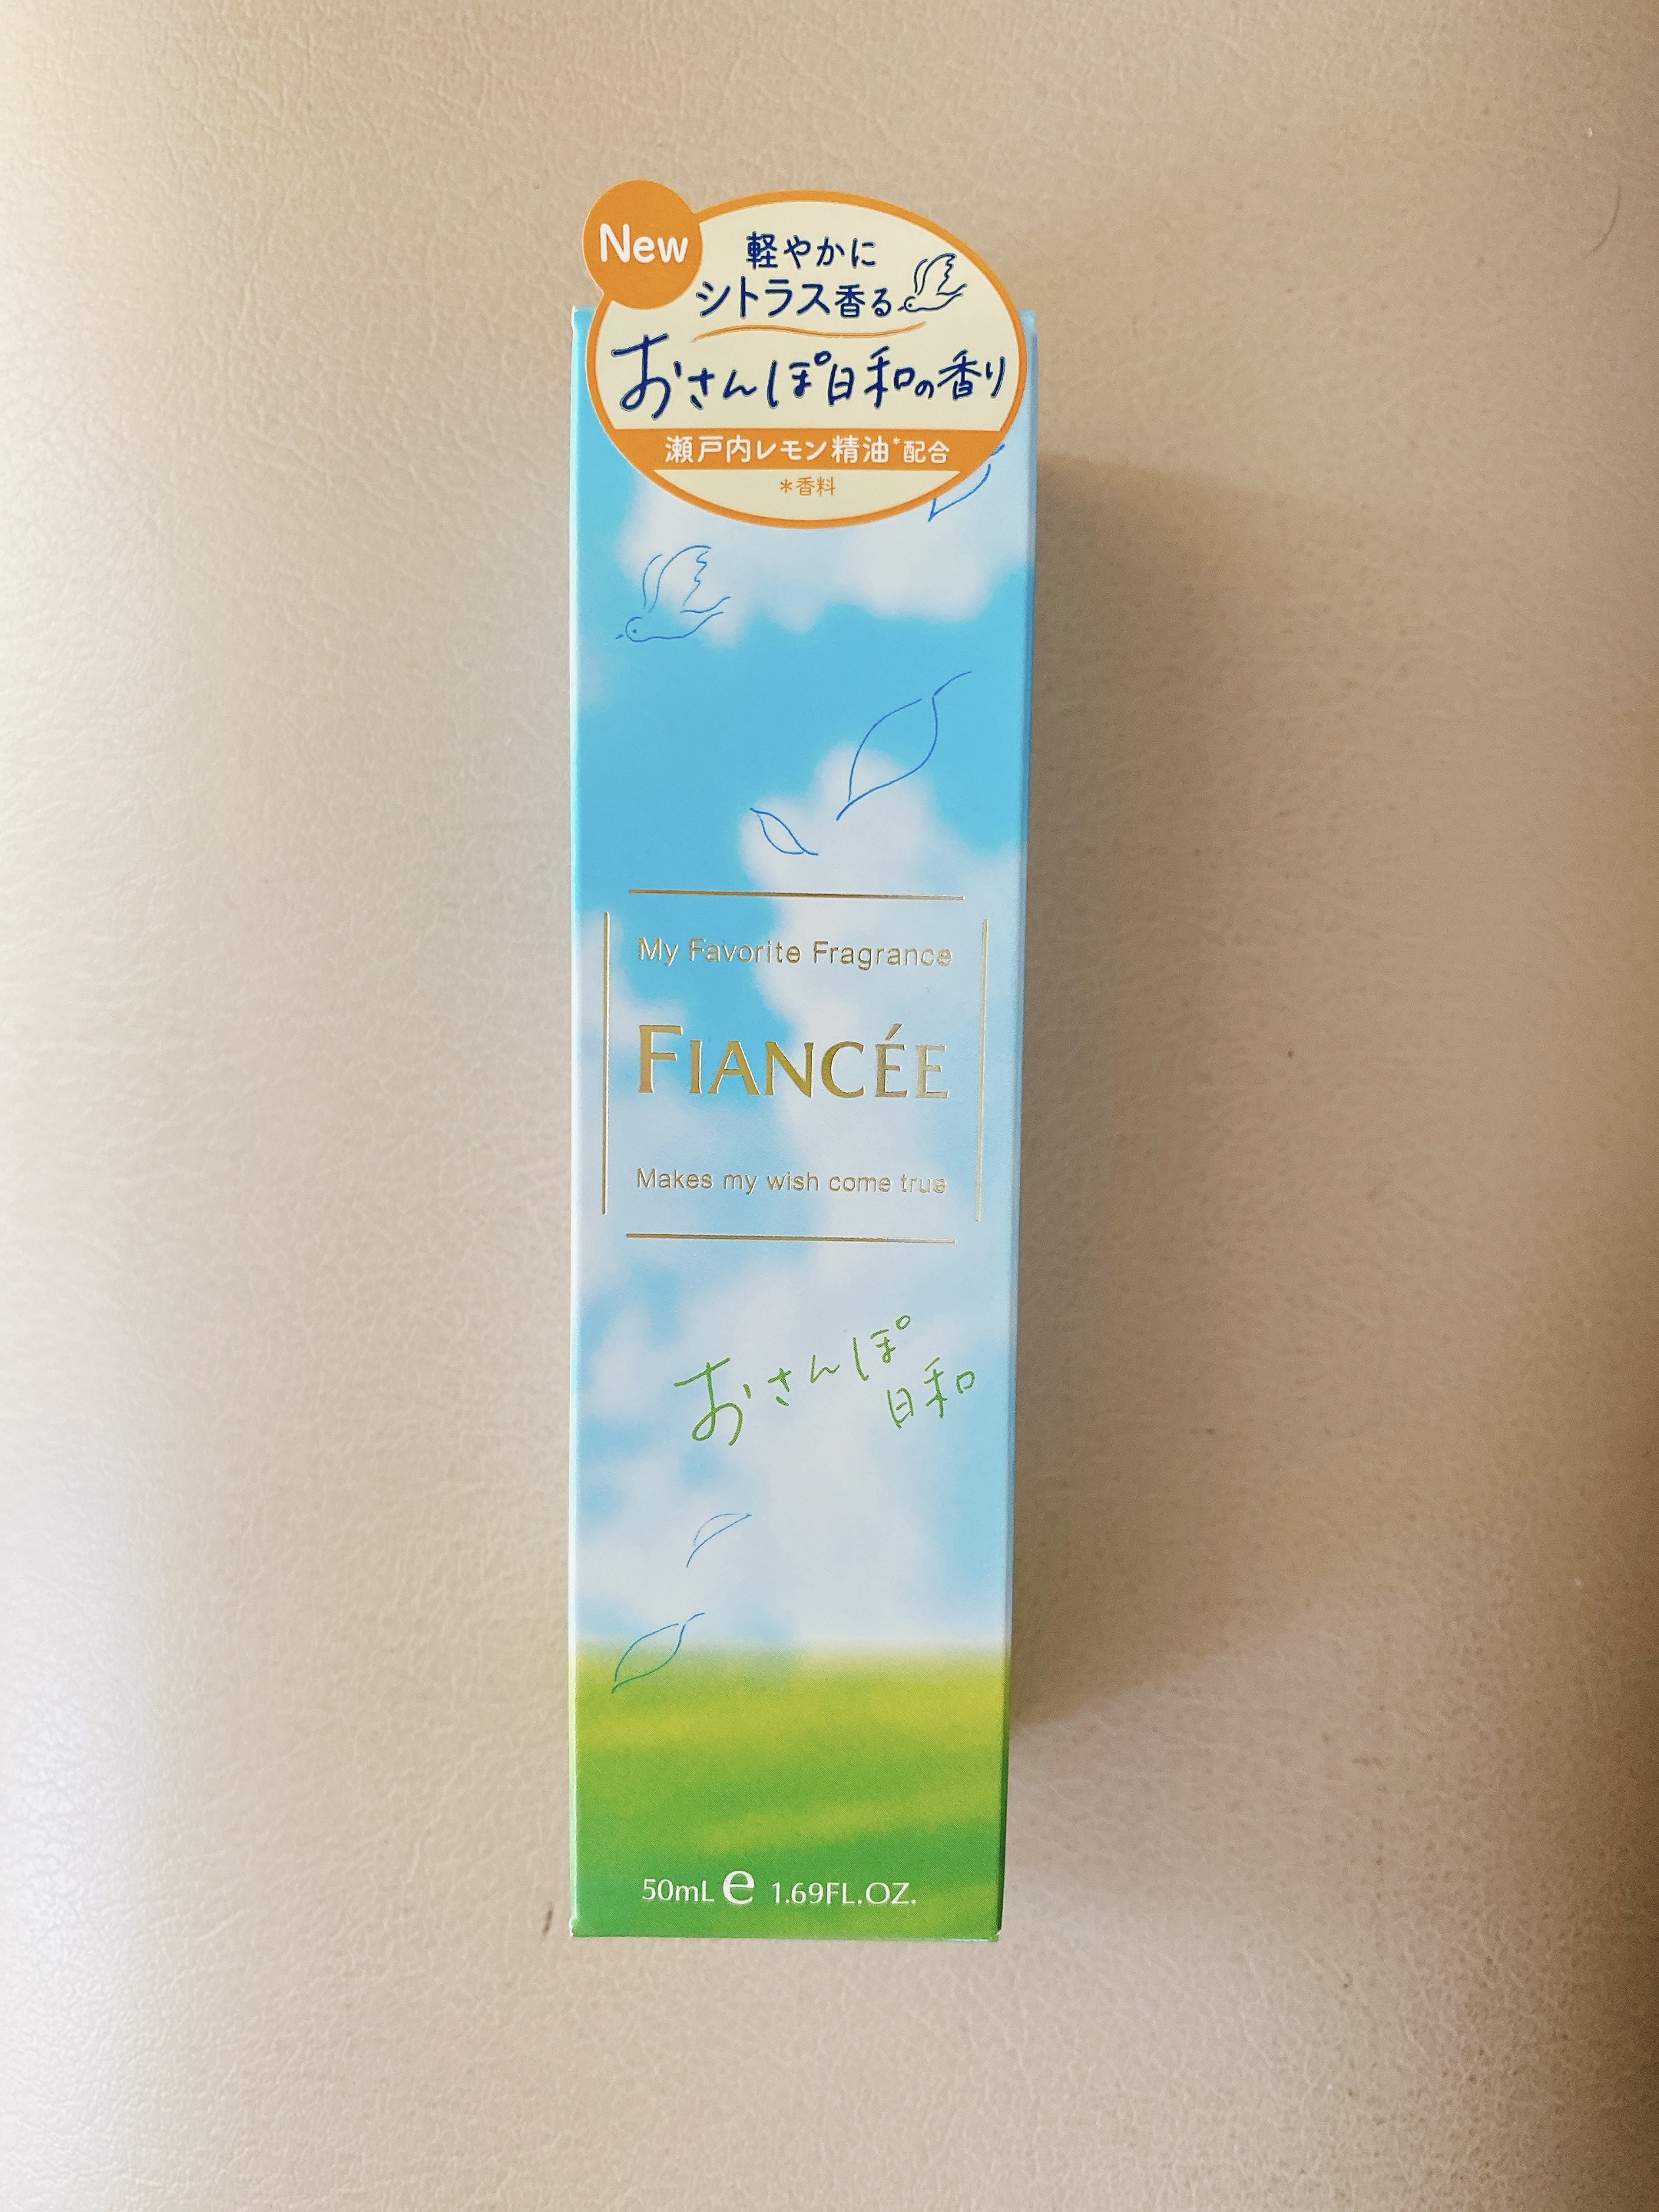 New
軽やかに
シトラス香る
おさんぽ日和の香り
瀬戸内レモン精油*配合
*香料
My Favorite Fragrance
FIANCÉE
Makes my wish come true
おさんぽ
日和
50mL e 1.69FL.OZ.